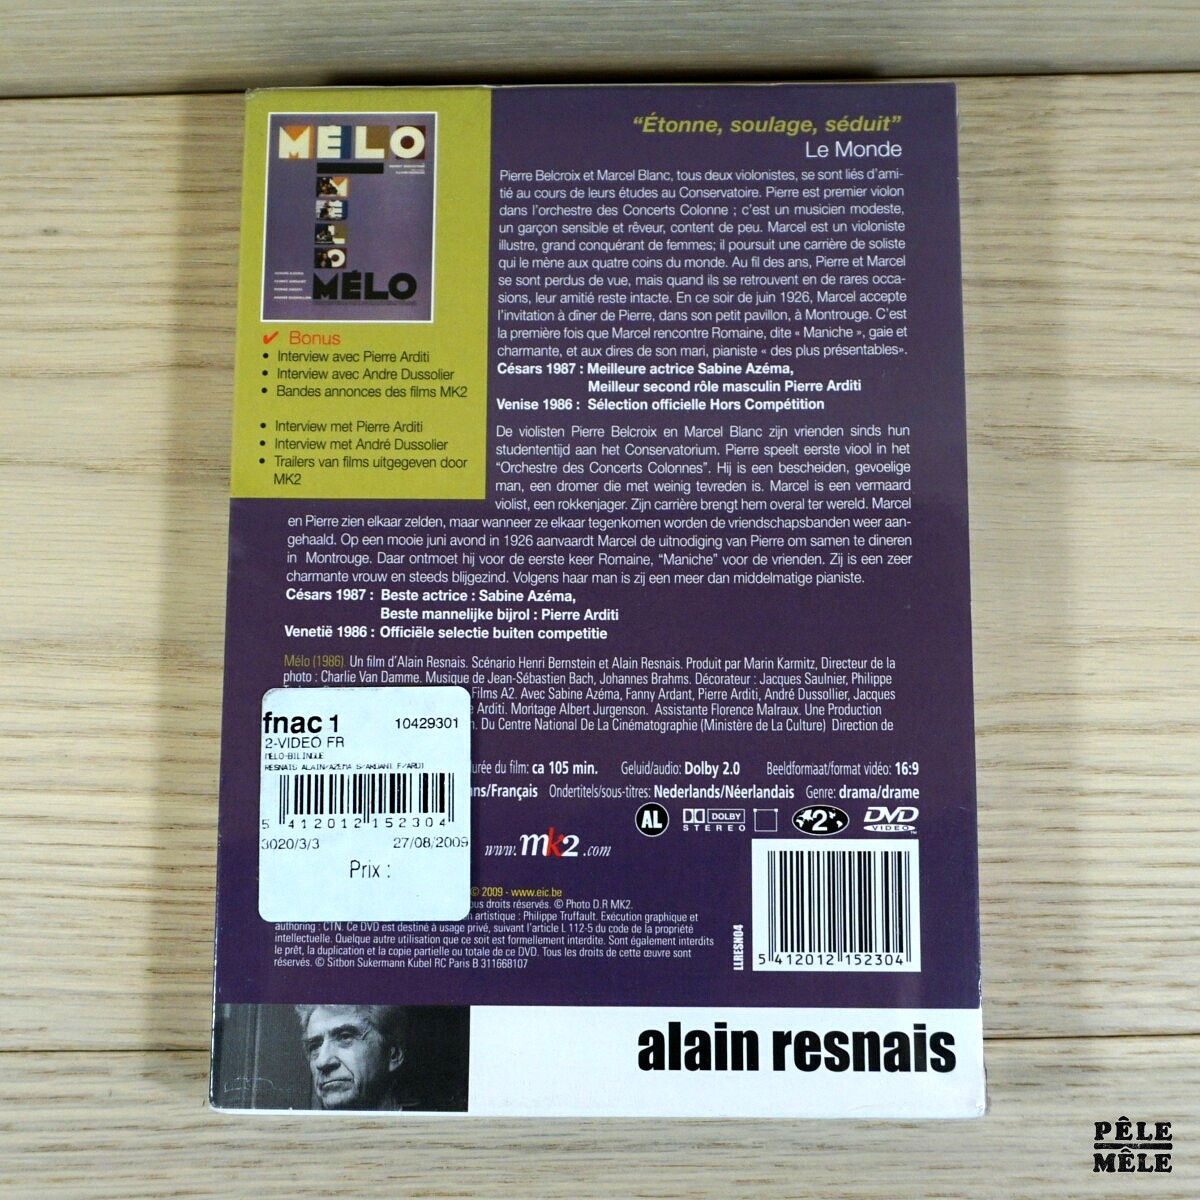 MÉLO
MÉLO
✔ Bonus
• Interview avec Pierre Arditi
• Interview avec Andre Dussolier
• Bandes annonces des films MK2
• Interview met Pierre Arditi
• Interview met André Dussolier
• Trailers van films uitgegeven door
MK2
“Étonne, soulage, séduit”
Le Monde
Pierre Belcroix et Marcel Blanc, tous deux violonistes, se sont liés d'ami-
tié au cours de leurs études au Conservatoire. Pierre est premier violon
dans l'orchestre des Concerts Colonne ; c'est un musicien modeste,
un garçon sensible et rêveur, content de peu. Marcel est un violoniste
illustre, grand conquérant de femmes; il poursuit une carrière de soliste
qui le mène aux quatre coins du monde. Au fil des ans, Pierre et Marcel
se sont perdus de vue, mais quand ils se retrouvent en de rares occa-
sions, leur amitié reste intacte. En ce soir de juin 1926, Marcel accepte
l'invitation à dîner de Pierre, dans son petit pavillon, à Montrouge. C'est
la première fois que Marcel rencontre Romaine, dite « Maniche », gaie et
charmante, et aux dires de son mari, pianiste « des plus présentables».
Césars 1987 : Meilleure actrice Sabine Azéma,
Meilleur second rôle masculin Pierre Arditi
Venise 1986 : Sélection officielle Hors Compétition
De violisten Pierre Belcroix en Marcel Blanc zijn vrienden sinds hun
studententijd aan het Conservatorium. Pierre speelt eerste viool in het
“Orchestre des Concerts Colonnes”. Hij is een bescheiden, gevoelige
man, een dromer die met weinig tevreden is. Marcel is een vermaard
violist, een rokkenjager. Zijn carrière brengt hem overal ter wereld. Marcel
en Pierre zien elkaar zelden, maar wanneer ze elkaar tegenkomen worden de vriendschapsbanden weer aan-
gehaald. Op een mooie juni avond in 1926 aanvaardt Marcel de uitnodiging van Pierre om samen te dineren
in Montrouge. Daar ontmoet hij voor de eerste keer Romaine, “Maniche” voor de vrienden. Zij is een zeer
charmante vrouw en steeds blijgezind. Volgens haar man is zij een meer dan middelmatige pianiste.
Césars 1987 : Beste actrice : Sabine Azéma,
Beste mannelijke bijrol : Pierre Arditi
Venetië 1986 : Officiële selectie buiten competitie
Mélo (1986). Un film d'Alain Resnais. Scénario Henri Bernstein et Alain Resnais. Produit par Marin Karmitz, Directeur de la
photo : Charlie Van Damme. Musique de Jean-Sébastien Bach, Johannes Brahms. Décorateur : Jacques Saulnier, Philippe
Films A2. Avec Sabine Azéma, Fanny Ardant, Pierre Arditi, André Dussollier, Jacques
Arditi. Montage Albert Jurgenson. Assistante Florence Malraux. Une Production
Du Centre National De La Cinématographie (Ministère de La Culture) Direction de
urée du film: ca 105 min. Geluid/audio: Dolby 2.0 Beeldformaat/format vidéo: 16:9
ns/Français Ondertitels/sous-titres: Nederlands/Néerlandais Genre: drama/drame
AL DOLBY STEREO 2 DVD VIDEO™
www.mk2.com
fnac 1 10429301
2-VIDEO FR
MELO-BILINGUE
RESNAIS ALAIN/AZEMA S/ARDANT F/ARDI
5 412012 152304
3020/3/3 27/08/2009
Prix :
© 2009 - www.eic.be
ous droits réservés. © Photo D.R MK2.
n artistique : Philippe Truffault. Exécution graphique et
authoring : CTN. Ce DVD est destiné à usage privé, suivant l'article L 112-5 du code de la propriété
intellectuelle. Quelque autre utilisation que ce soit est formellement interdite. Sont également interdits
le prêt, la duplication et la copie partielle ou totale de ce DVD. Tous les droits de cette œuvre sont
réservés. © Sitbon Sukermann Kubel RC Paris B 311668107
LLRESN04
5 412012 152304
alain resnais
PÊLE
MÊLE